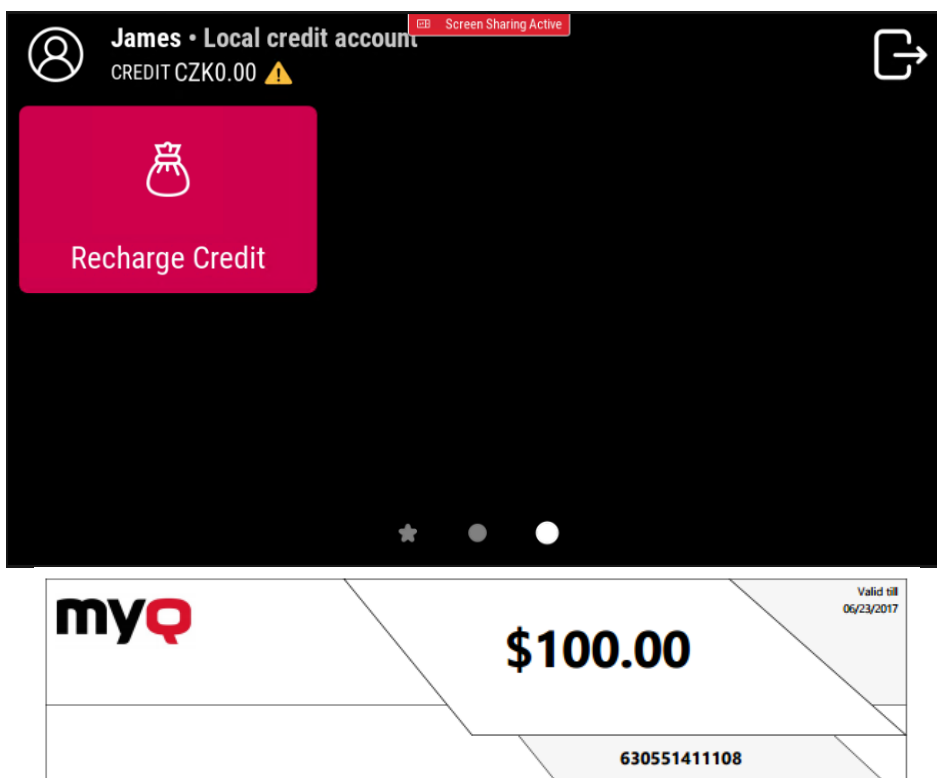 Screen Sharing Active
James • Local credit account
CREDIT CZK0.00
Recharge Credit
myQ
$100.00
Valid till
06/23/2017
630551411108